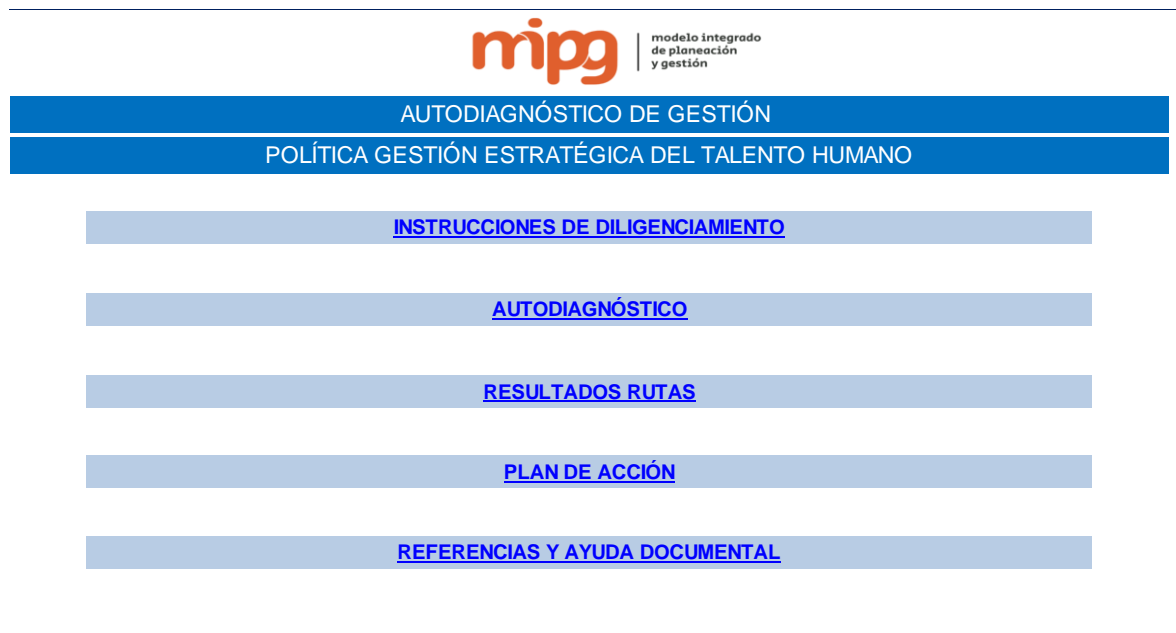 mipg
modelo integrado
de planeación
y gestión
AUTODIAGNÓSTICO DE GESTIÓN
POLÍTICA GESTIÓN ESTRATÉGICA DEL TALENTO HUMANO
INSTRUCCIONES DE DILIGENCIAMIENTO
AUTODIAGNÓSTICO
RESULTADOS RUTAS
PLAN DE ACCIÓN
REFERENCIAS Y AYUDA DOCUMENTAL